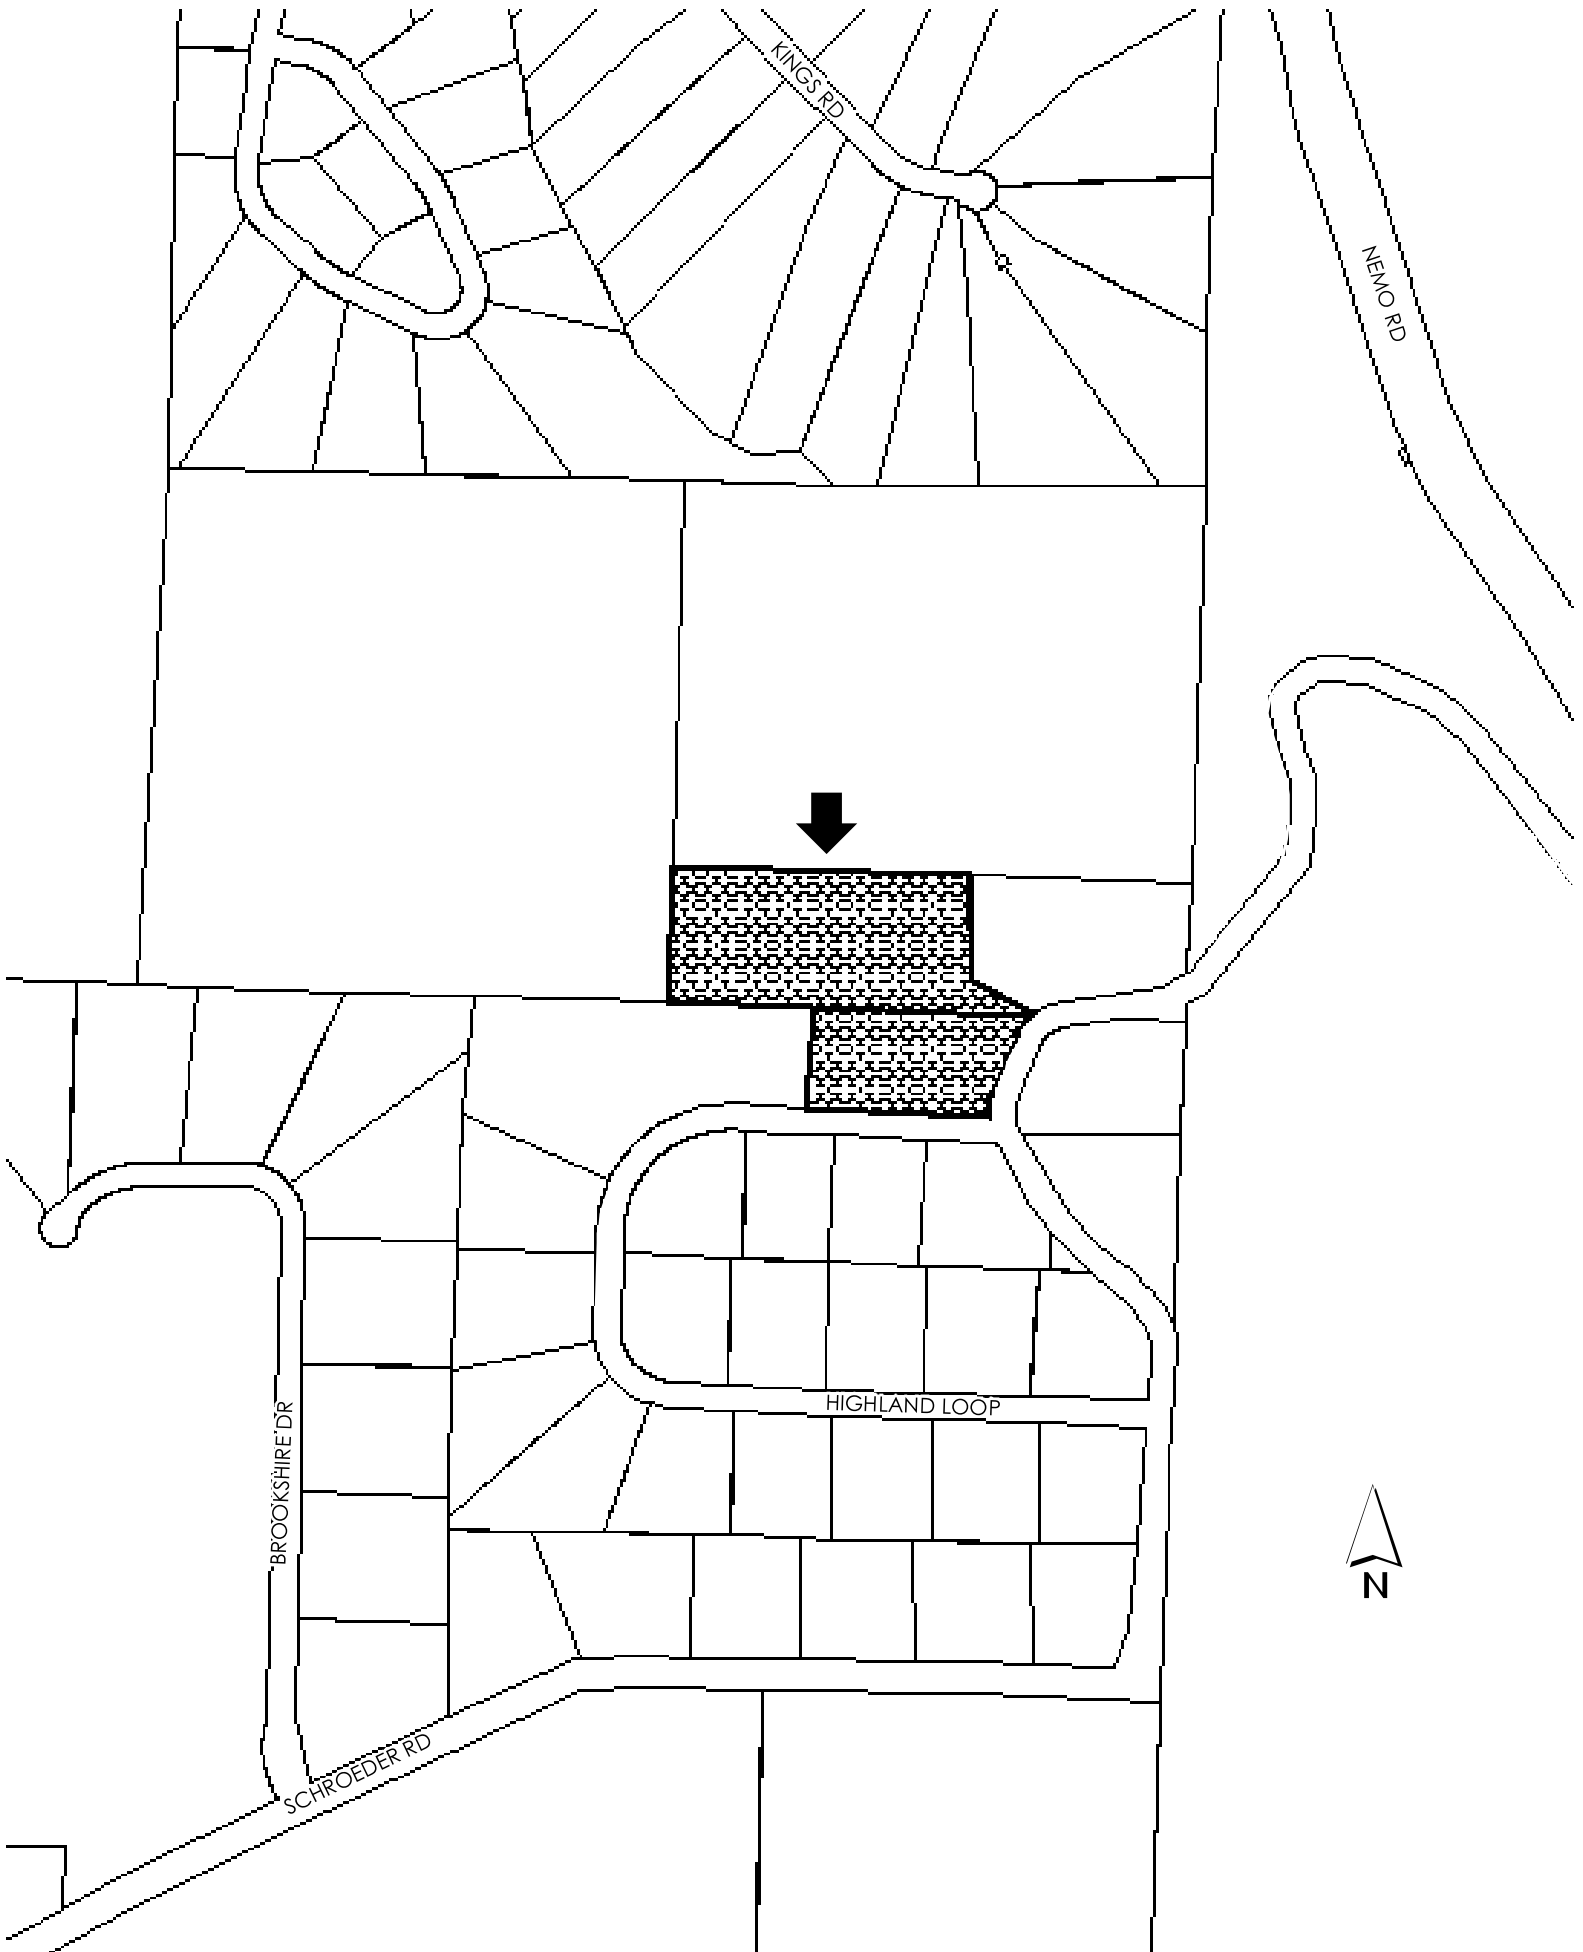 KINGS RD
NEMO RD
HIGHLAND LOOP
BROOKSHIRE DR
N
SCHROEDER RD